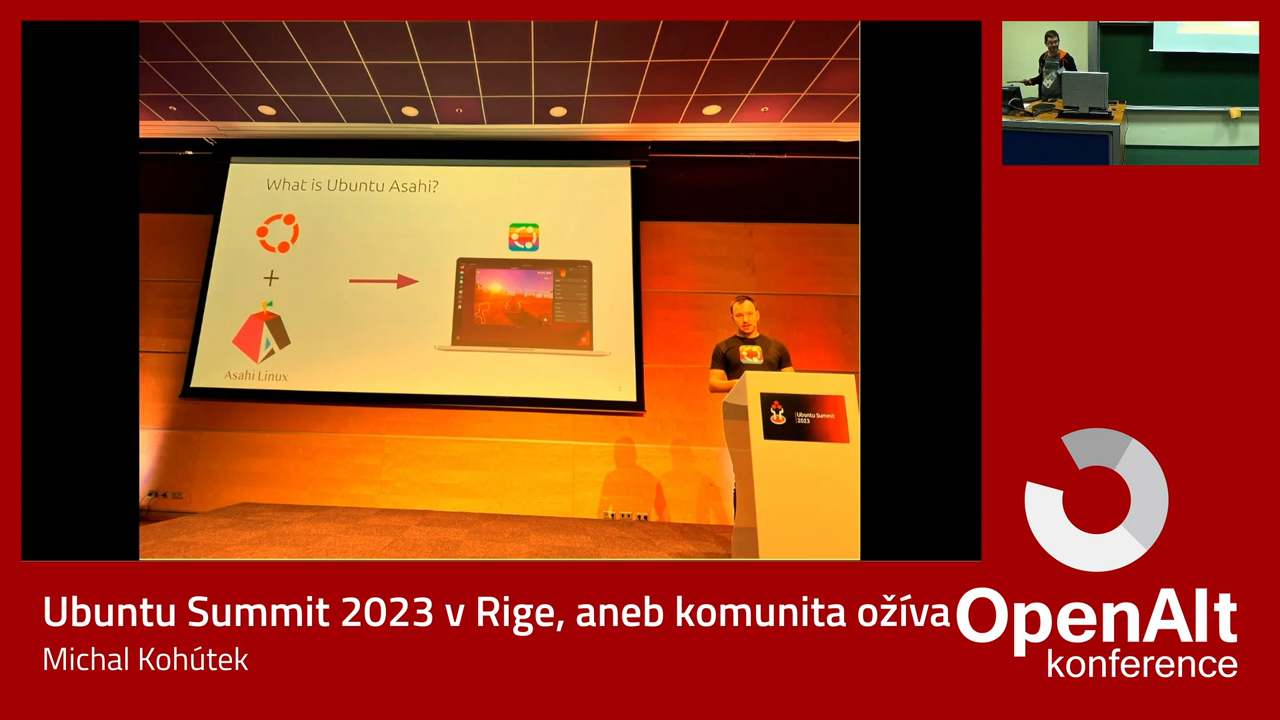 What is Ubuntu Asahi?
+
Asahi Linux
Ubuntu Summit
2023
Ubuntu Summit 2023 v Rige, aneb komunita ožíva
Michal Kohútek
OpenAlt
konference